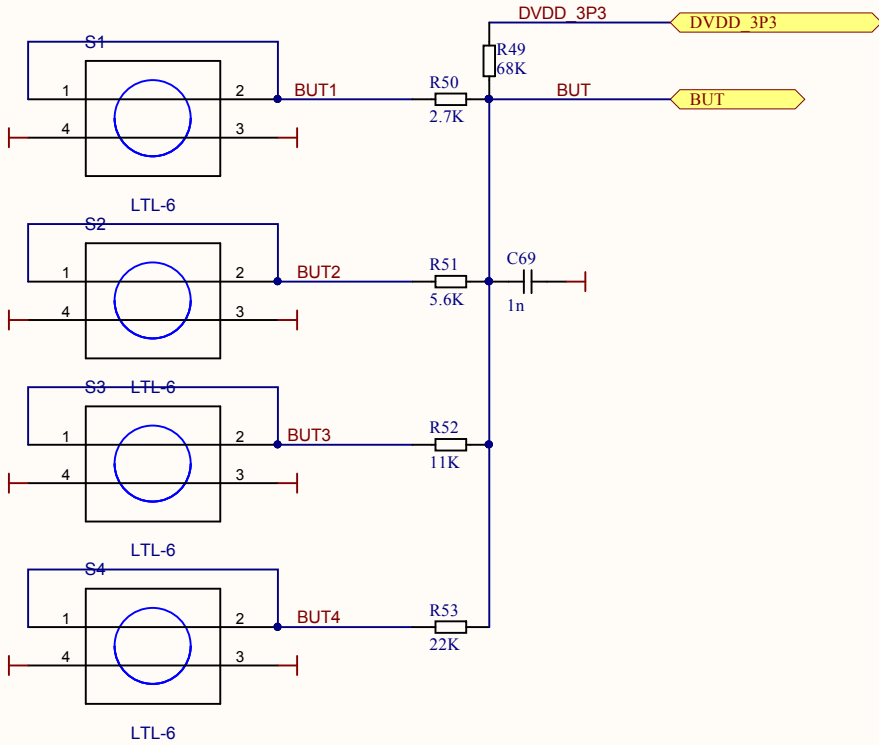 DVDD_3P3
DVDD_3P3
S1
R49
68K
1
2
BUT1
R50
2.7K
BUT
BUT
4
3
LTL-6
S2
1
2
BUT2
R51
5.6K
C69
1n
4
3
LTL-6
S3
1
2
BUT3
R52
11K
4
3
LTL-6
S4
1
2
BUT4
R53
22K
4
3
LTL-6